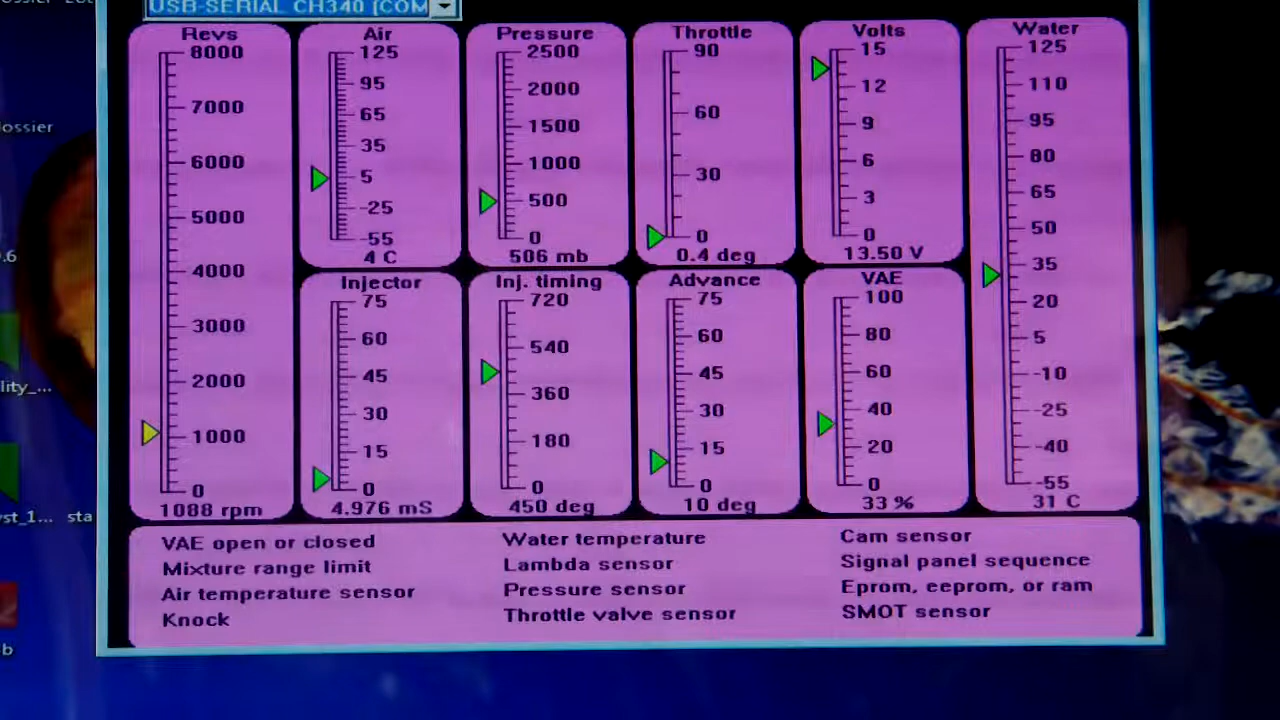 USB-SERIAL CH340 (COM
Revs
8000
7000
6000
5000
4000
3000
2000
1000
0
1088 rpm
Air
125
95
65
35
5
-25
-55
4 C
Pressure
2500
2000
1500
1000
500
0
506 mb
Throttle
90
60
30
0
0.4 deg
Volts
15
12
9
6
3
0
13.50 V
Water
125
110
95
80
65
50
35
20
5
-10
-25
-40
-55
31 C
Injector
75
60
45
30
15
0
4.976 mS
Inj. timing
720
540
360
180
0
450 deg
Advance
75
60
45
30
15
0
10 deg
VAE
100
80
60
40
20
0
33 %
VAE open or closed
Mixture range limit
Air temperature sensor
Knock
Water temperature
Lambda sensor
Pressure sensor
Throttle valve sensor
Cam sensor
Signal panel sequence
Eprom, eeprom, or ram
SMOT sensor
ossier
.6
lity_...
yst_1... sta
b